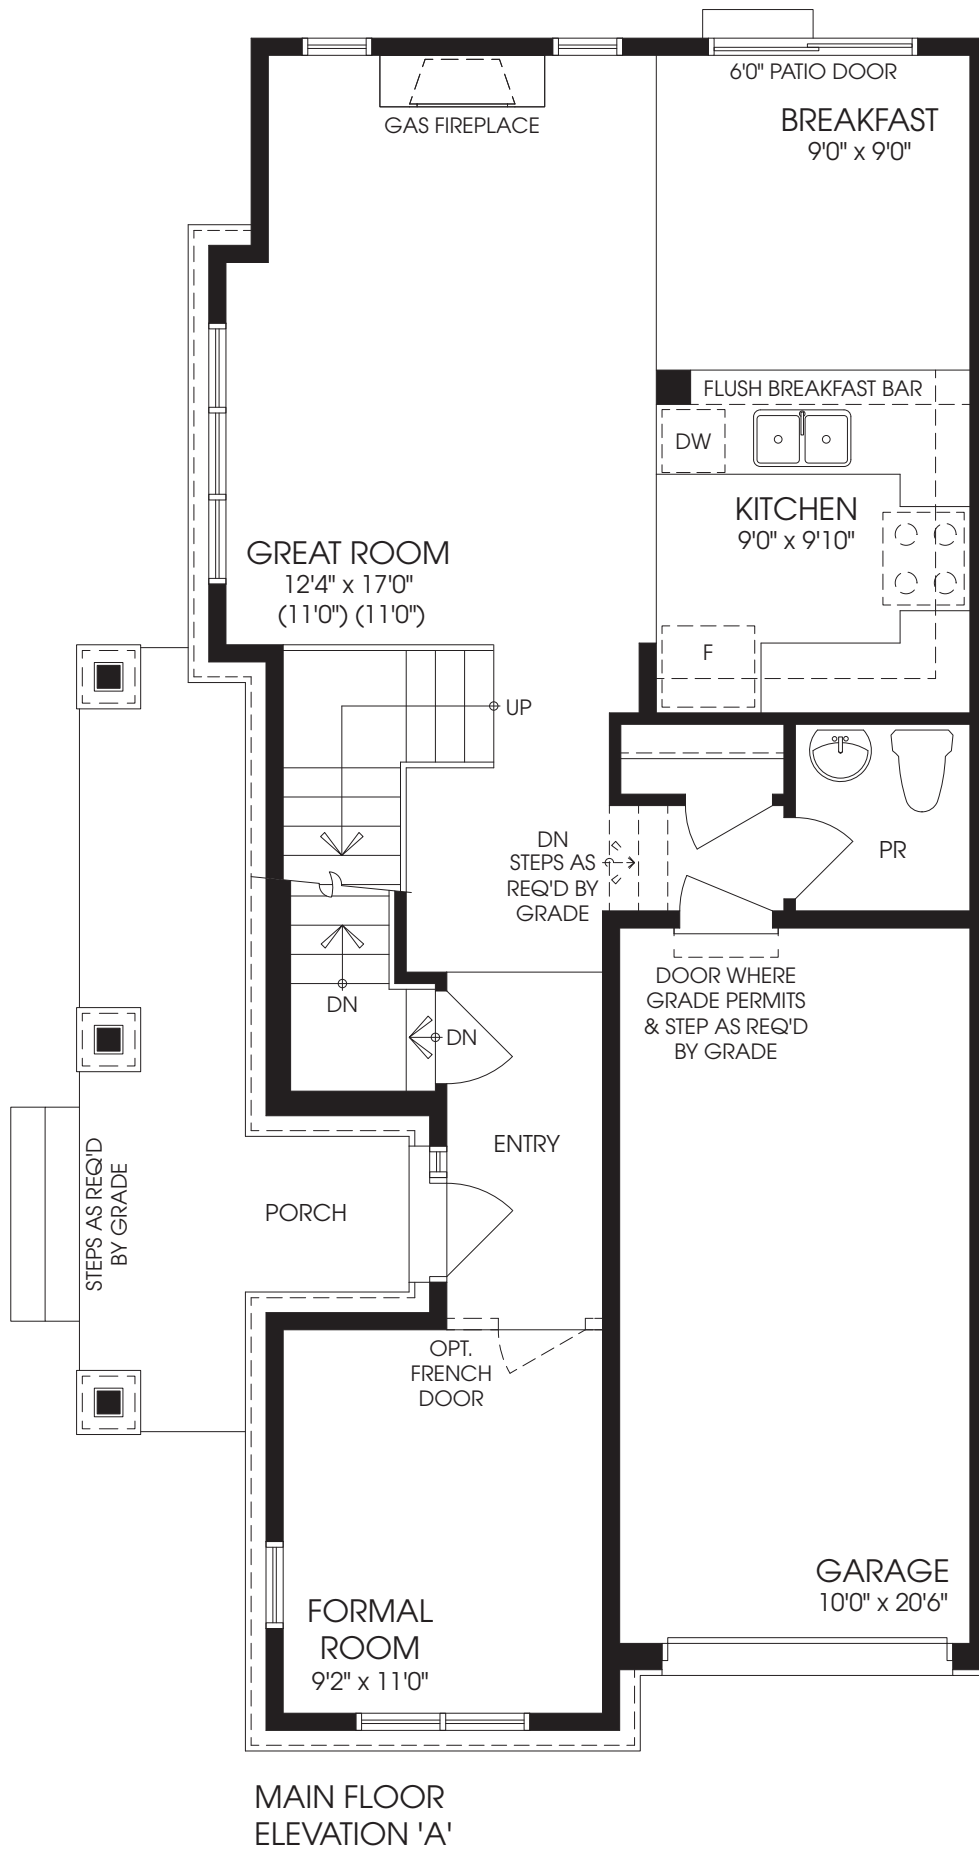 6'0" PATIO DOOR
GAS FIREPLACE
BREAKFAST
9'0" x 9'0"
FLUSH BREAKFAST BAR
DW
KITCHEN
9'0" x 9'10"
GREAT ROOM
12'4" x 17'0"
(11'0") (11'0")
F
UP
DN
STEPS AS
REQ'D BY
GRADE
PR
DOOR WHERE
GRADE PERMITS
& STEP AS REQ'D
BY GRADE
DN
DN
ENTRY
STEPS AS REQ'D
BY GRADE
PORCH
OPT.
FRENCH
DOOR
GARAGE
10'0" x 20'6"
FORMAL
ROOM
9'2" x 11'0"
MAIN FLOOR
ELEVATION 'A'